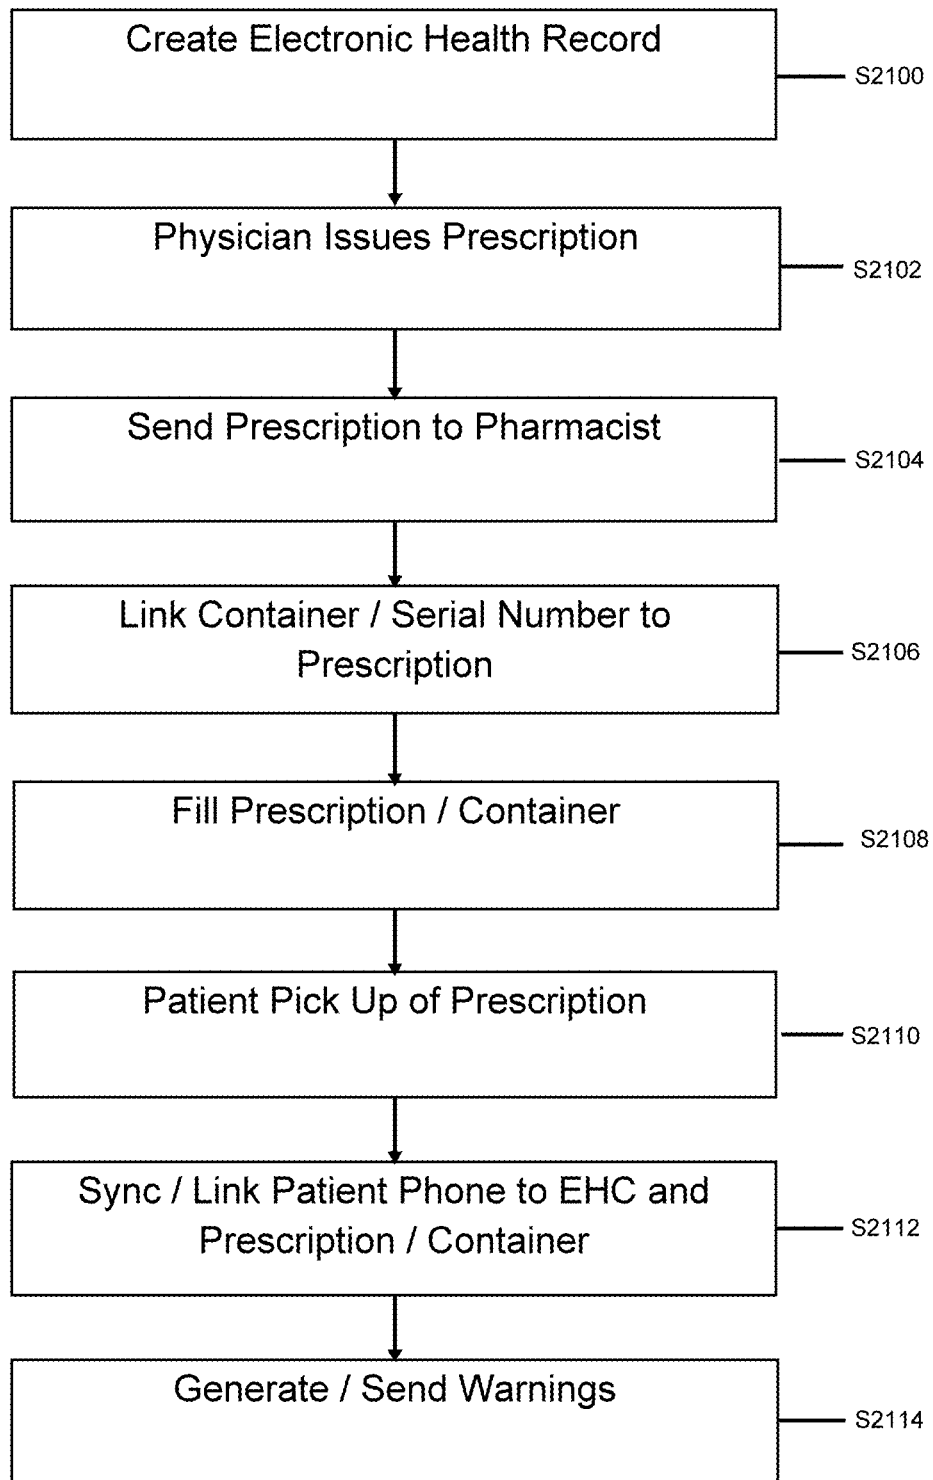 Create Electronic Health Record
S2100
Physician Issues Prescription
S2102
Send Prescription to Pharmacist
S2104
Link Container / Serial Number to
Prescription
S2106
Fill Prescription / Container
S2108
Patient Pick Up of Prescription
S2110
Sync / Link Patient Phone to EHC and
Prescription / Container
S2112
Generate / Send Warnings
S2114